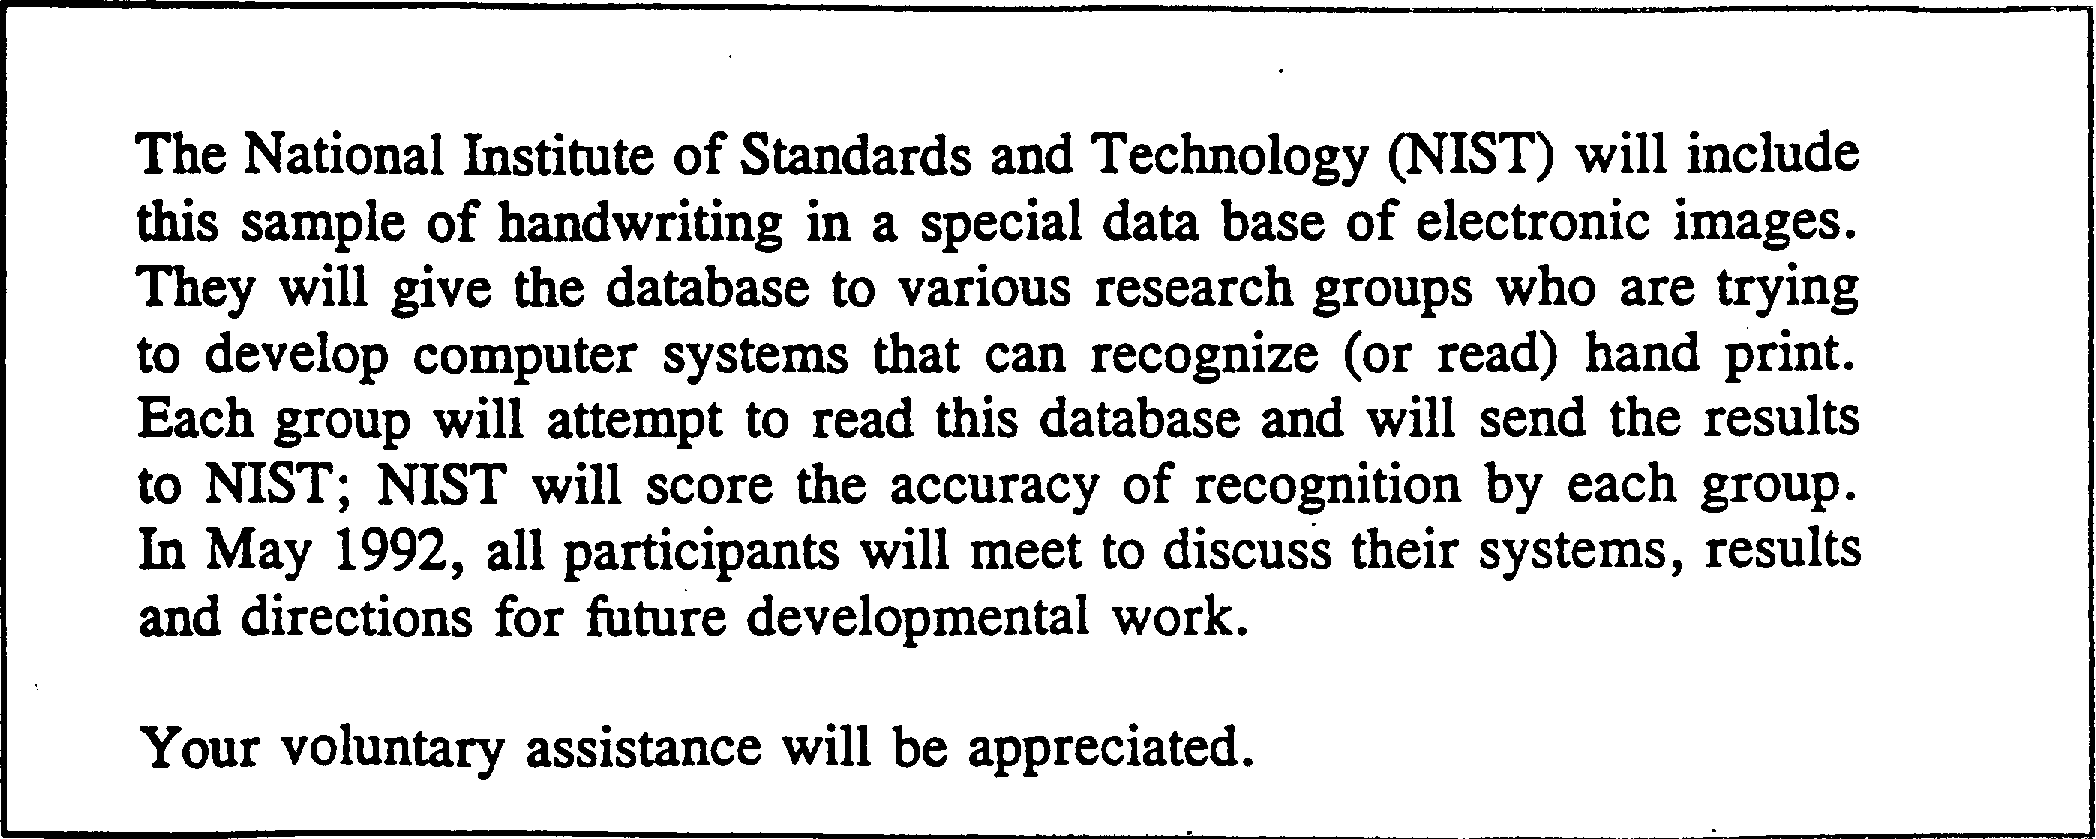 The National Institute of Standards and Technology (NIST) will include
this sample of handwriting in a special data base of electronic images.
They will give the database to various research groups who are trying
to develop computer systems that can recognize (or read) hand print.
Each group will attempt to read this database and will send the results
to NIST; NIST will score the accuracy of recognition by each group.
In May 1992, all participants will meet to discuss their systems, results
and directions for future developmental work.
Your voluntary assistance will be appreciated.